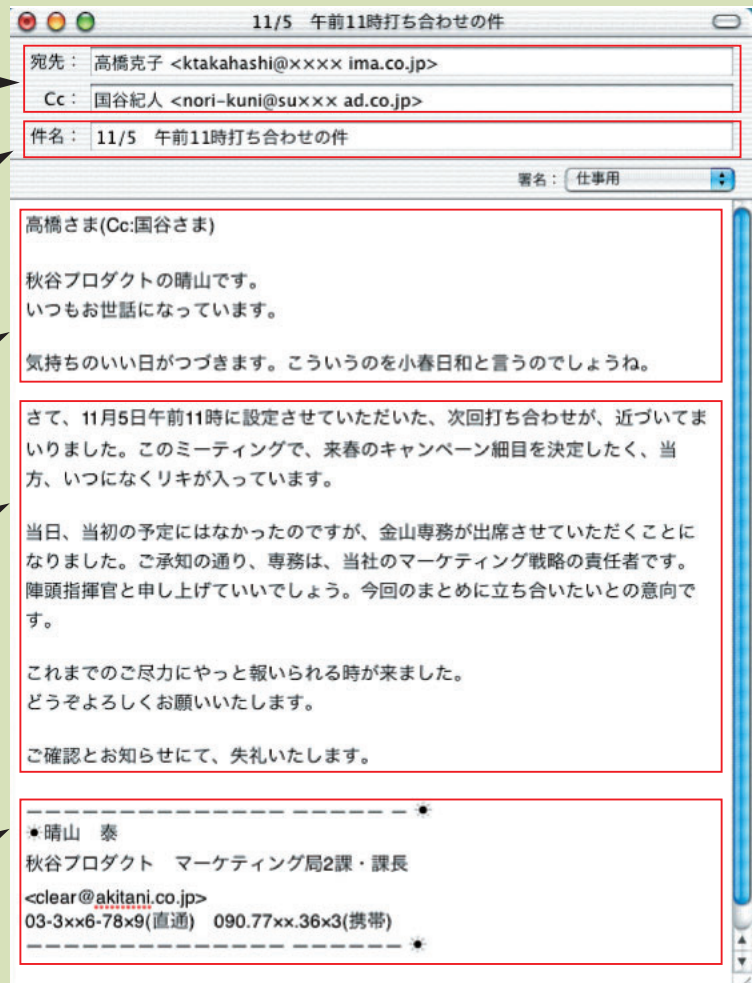 11/5　午前11時打ち合わせの件
宛先： 高橋克子 <ktakahashi@×××× ima.co.jp>
Cc： 国谷紀人 <nori-kuni@su××× ad.co.jp>
件名： 11/5　午前11時打ち合わせの件
署名： 仕事用
高橋さま(Cc:国谷さま)
秋谷プロダクトの晴山です。
いつもお世話になっています。
気持ちのいい日がつづきます。こういうのを小春日和と言うのでしょうね。
さて、11月5日午前11時に設定させていただいた、次回打ち合わせが、近づいてま
いりました。このミーティングで、来春のキャンペーン細目を決定したく、当
方、いつになくリキが入っています。
当日、当初の予定にはなかったのですが、金山専務が出席させていただくことに
なりました。ご承知の通り、専務は、当社のマーケティング戦略の責任者です。
陣頭指揮官と申し上げていいでしょう。今回のまとめに立ち合いたいとの意向で
す。
これまでのご尽力にやっと報いられる時が来ました。
どうぞよろしくお願いいたします。
ご確認とお知らせにて、失礼いたします。
－－－－－－－－－－－－－－ －－－－－ － ☀
☀晴山　泰
秋谷プロダクト　マーケティング局2課・課長
<clear@akitani.co.jp>
03-3××6-78×9(直通)　090.77××.36×3(携帯)
－－－－－－－－－－－－－－ －－－－－－ ☀